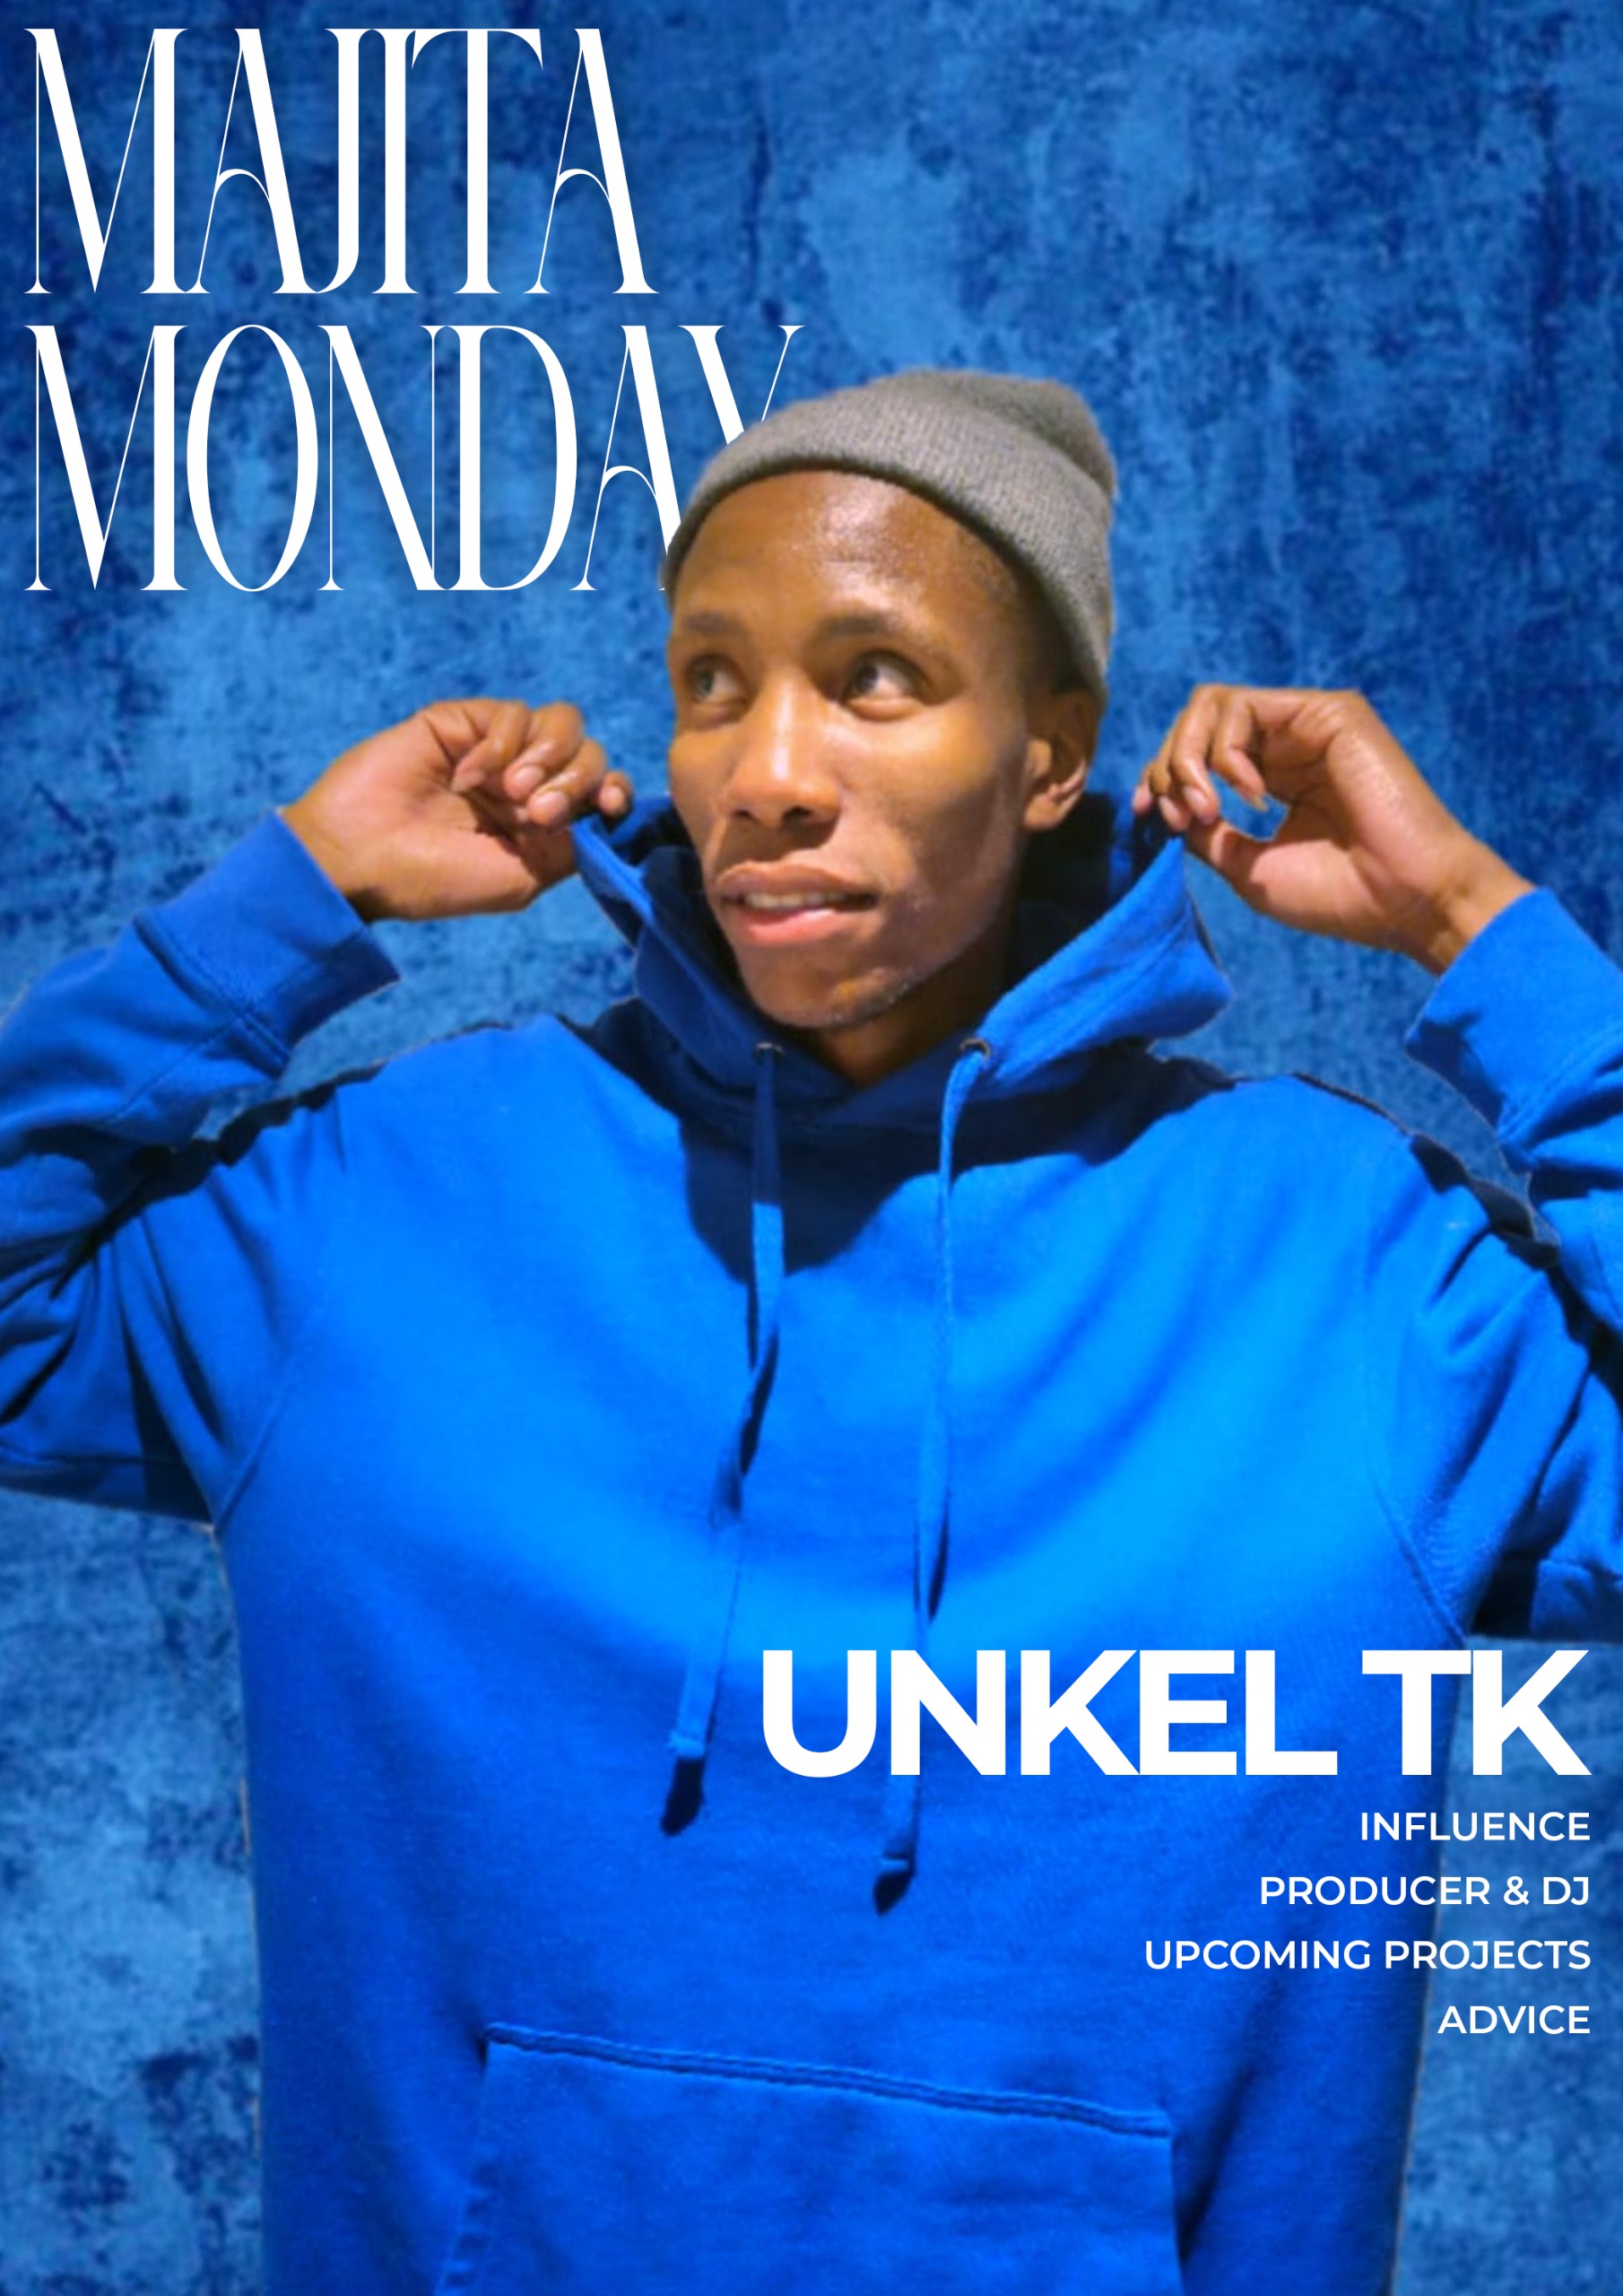 MAJITA
MONDAY
UNKEL TK
INFLUENCE
PRODUCER & DJ
UPCOMING PROJECTS
ADVICE